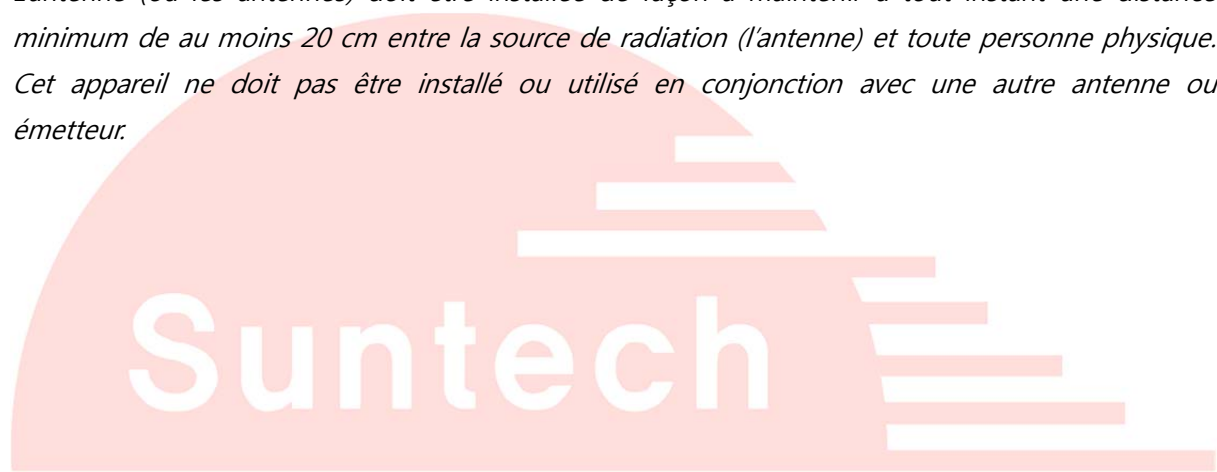 minimum de au moins 20 cm entre la source de radiation (l'antenne) et toute personne physique.
Cet appareil ne doit pas être installé ou utilisé en conjonction avec une autre antenne ou
émetteur.
Suntech